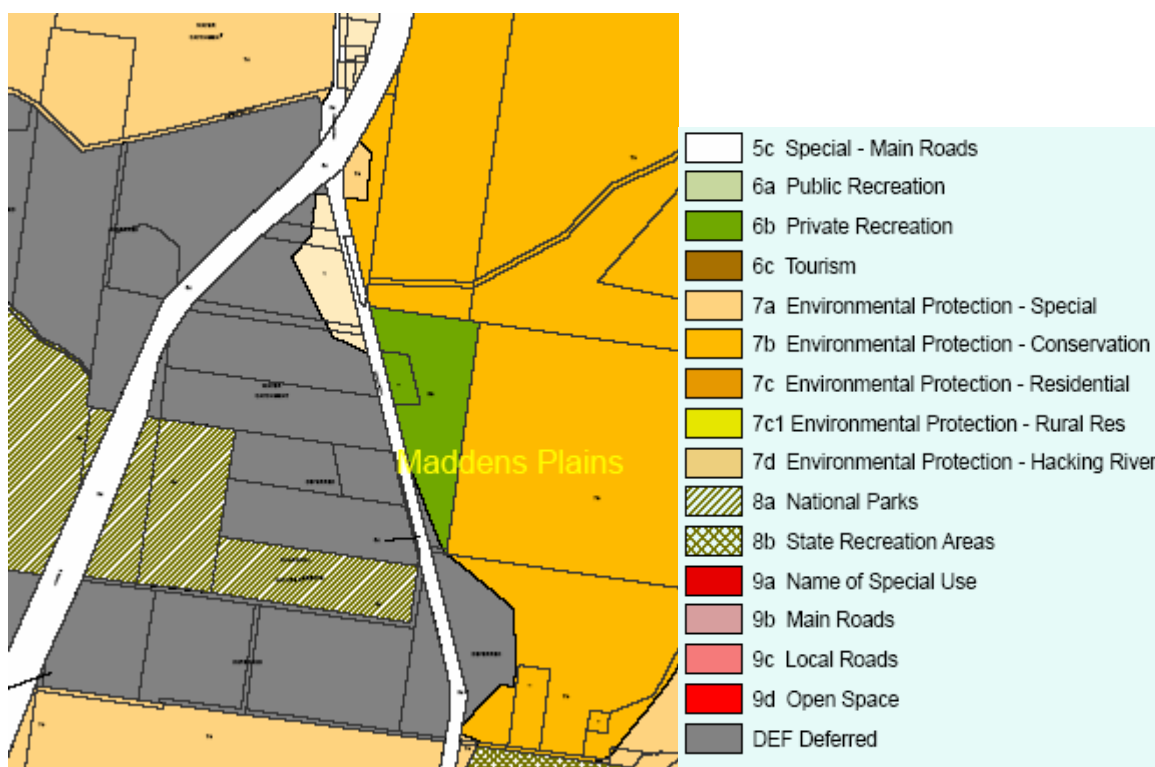 Maddens Plains
5c Special - Main Roads
6a Public Recreation
6b Private Recreation
6c Tourism
7a Environmental Protection - Special
7b Environmental Protection - Conservation
7c Environmental Protection - Residential
7c1 Environmental Protection - Rural Res
7d Environmental Protection - Hacking River
8a National Parks
8b State Recreation Areas
9a Name of Special Use
9b Main Roads
9c Local Roads
9d Open Space
DEF Deferred